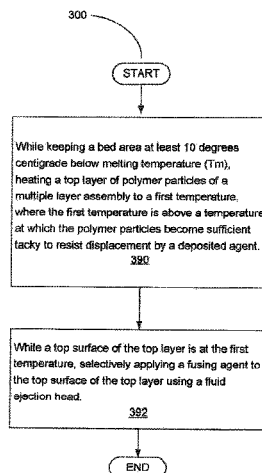 300
START
While keeping a bed area at least 10 degrees
centigrade below melting temperature (Tm),
heating a top layer of polymer particles of a
multiple layer assembly to a first temperature,
where the first temperature is above a temperature
at which the polymer particles become sufficient
tacky to resist displacement by a deposited agent.
390
While a top surface of the top layer is at the first
temperature, selectively applying a fusing agent to
the top surface of the top layer using a fluid
ejection head.
392
END